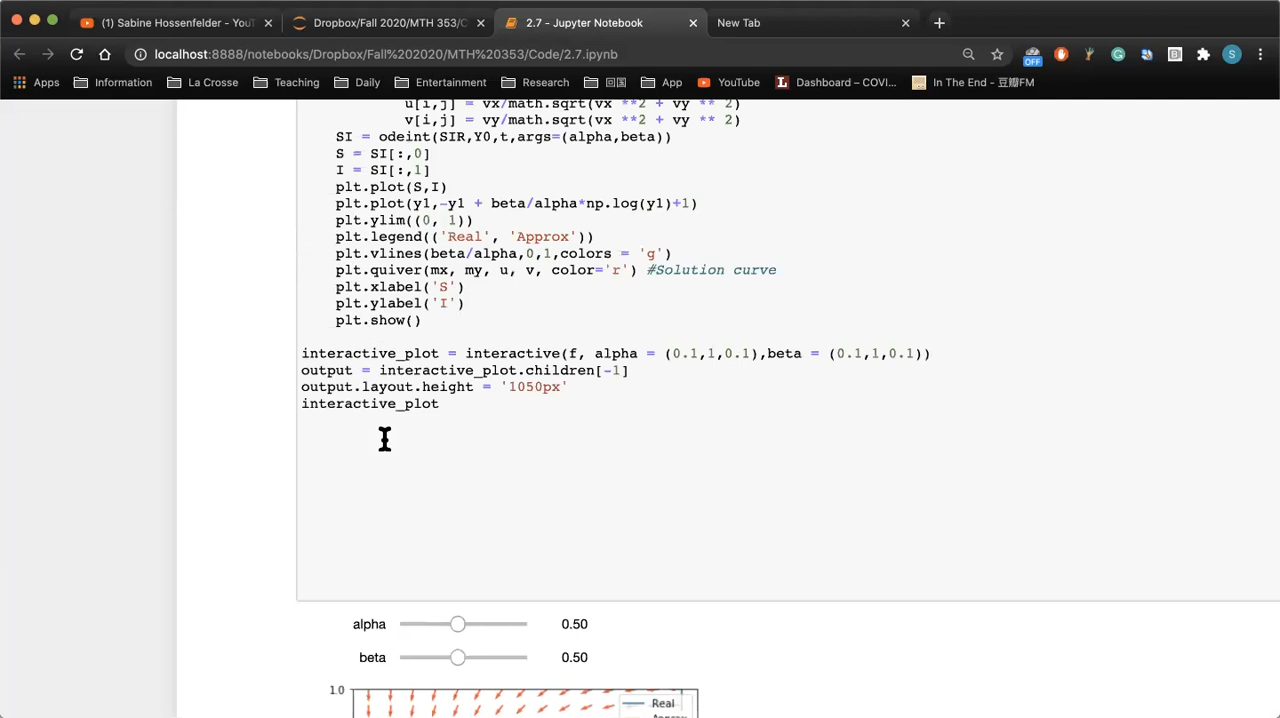 (1) Sabine Hossenfelder - YouT
Dropbox/Fall 2020/MTH 353/C
2.7 - Jupyter Notebook
New Tab
localhost:8888/notebooks/Dropbox/Fall%202020/MTH%20353/Code/2.7.ipynb
OFF
S
Apps
Information
La Crosse
Teaching
Daily
Entertainment
Research
回国
App
YouTube
Dashboard – COVI...
In The End - 豆瓣FM
u[i,j] = vx/math.sqrt(vx **2 + vy ** 2)
v[i,j] = vy/math.sqrt(vx **2 + vy ** 2)
SI = odeint(SIR,Y0,t,args=(alpha,beta))
S = SI[:,0]
I = SI[:,1]
plt.plot(S,I)
plt.plot(y1,-y1 + beta/alpha*np.log(y1)+1)
plt.ylim((0, 1))
plt.legend(('Real', 'Approx'))
plt.vlines(beta/alpha,0,1,colors = 'g')
plt.quiver(mx, my, u, v, color='r') #Solution curve
plt.xlabel('S')
plt.ylabel('I')
plt.show()
interactive_plot = interactive(f, alpha = (0.1,1,0.1),beta = (0.1,1,0.1))
output = interactive_plot.children[-1]
output.layout.height = '1050px'
interactive_plot
alpha 0.50
beta 0.50
1.0
Real